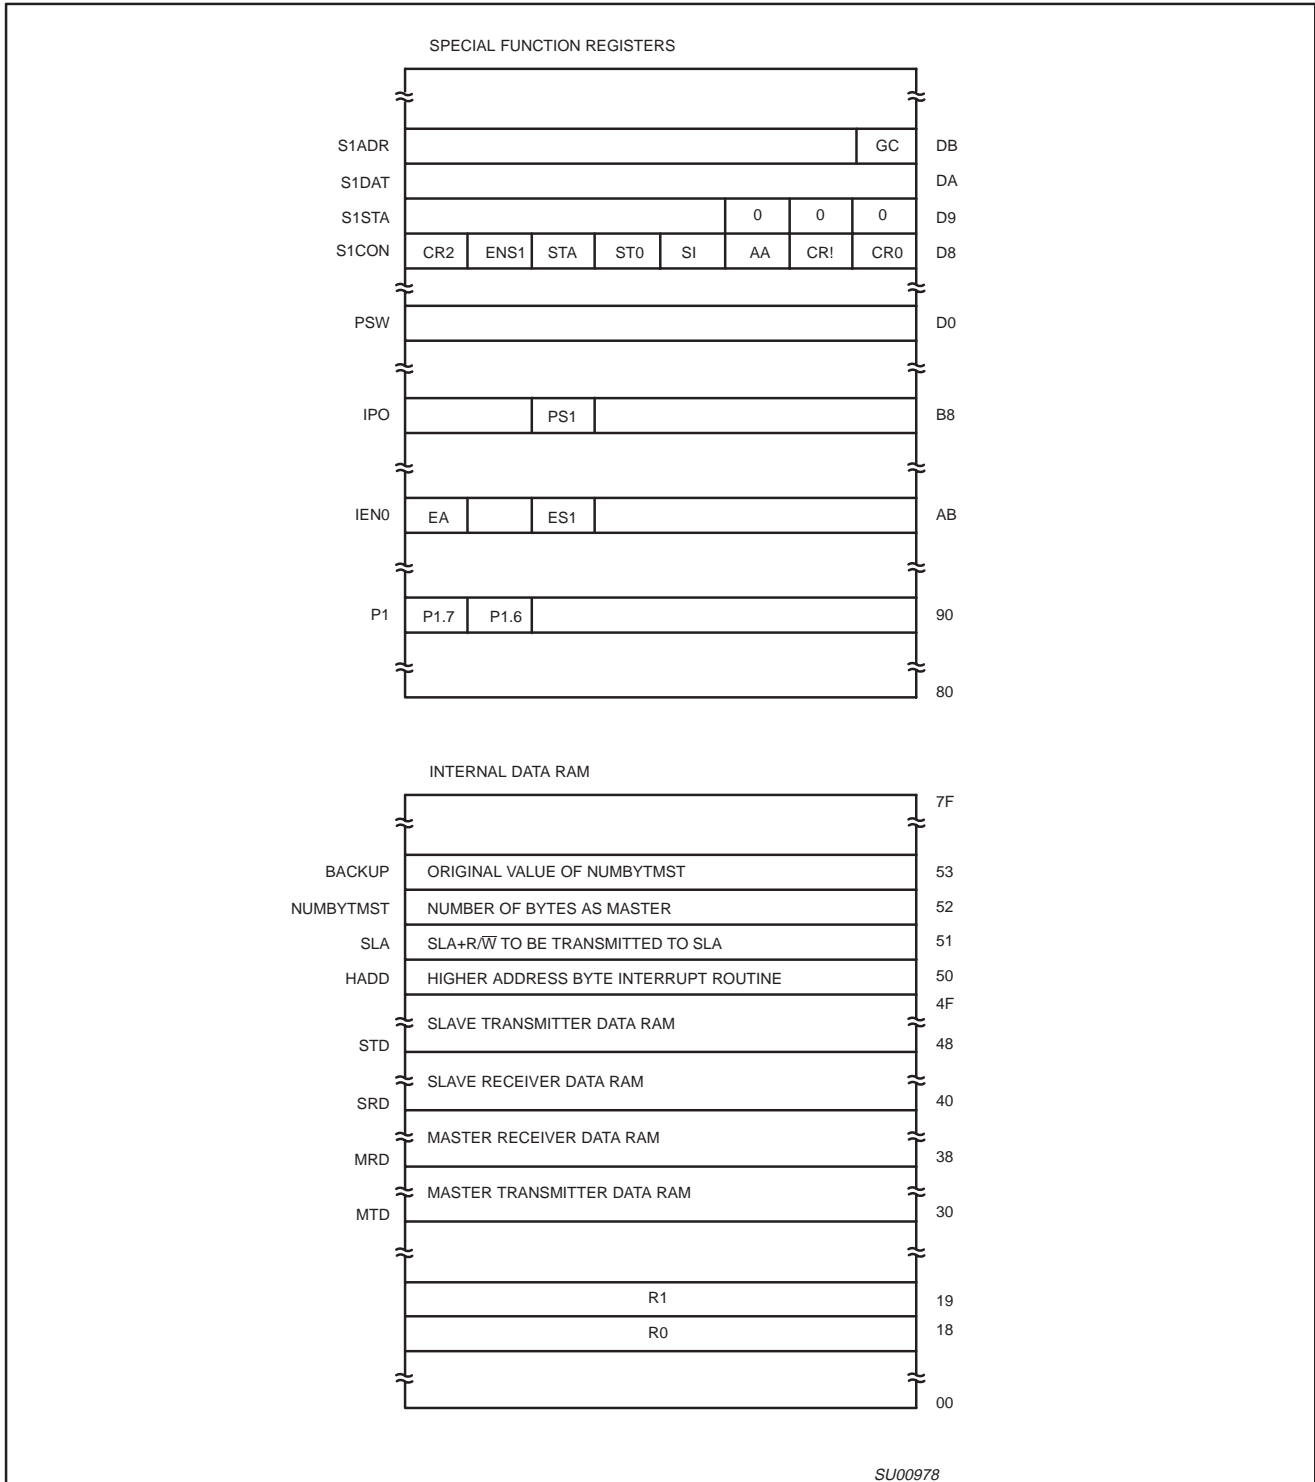 SPECIAL FUNCTION REGISTERS
S1ADR GC DB
S1DAT DA
S1STA 0 0 0 D9
S1CON CR2 ENS1 STA ST0 SI AA CR! CR0 D8
PSW D0
IPO PS1 B8
IEN0 EA ES1 AB
P1 P1.7 P1.6 90
80
INTERNAL DATA RAM
7F
BACKUP ORIGINAL VALUE OF NUMBYTMST 53
NUMBYTMST NUMBER OF BYTES AS MASTER 52
SLA SLA+R/W̅ TO BE TRANSMITTED TO SLA 51
HADD HIGHER ADDRESS BYTE INTERRUPT ROUTINE 50
4F
SLAVE TRANSMITTER DATA RAM
STD 48
SLAVE RECEIVER DATA RAM
SRD 40
MASTER RECEIVER DATA RAM
MRD 38
MASTER TRANSMITTER DATA RAM
MTD 30
R1 19
R0 18
00
SU00978